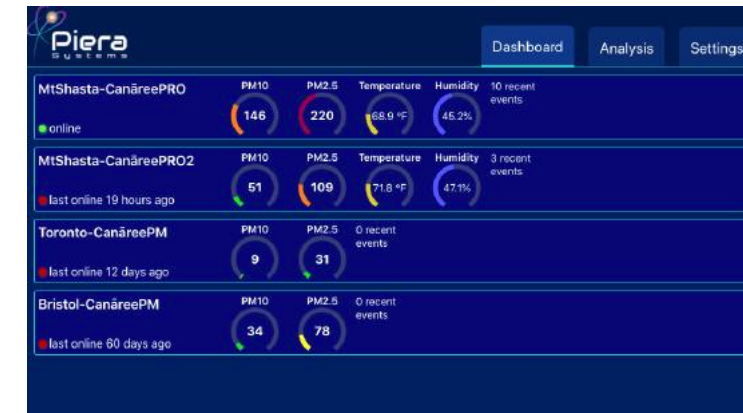 Piera
Systems
Dashboard
Analysis
Settings
MtShasta-CanāreePRO
PM10
PM2.5
Temperature
Humidity
10 recent
events
146
220
68.9 °F
45.2%
online
MtShasta-CanāreePRO2
PM10
PM2.5
Temperature
Humidity
3 recent
events
51
109
71.8 °F
47.1%
last online 19 hours ago
Toronto-CanāreePM
PM10
PM2.5
0 recent
events
9
31
last online 12 days ago
Bristol-CanāreePM
PM10
PM2.5
0 recent
events
34
78
last online 60 days ago